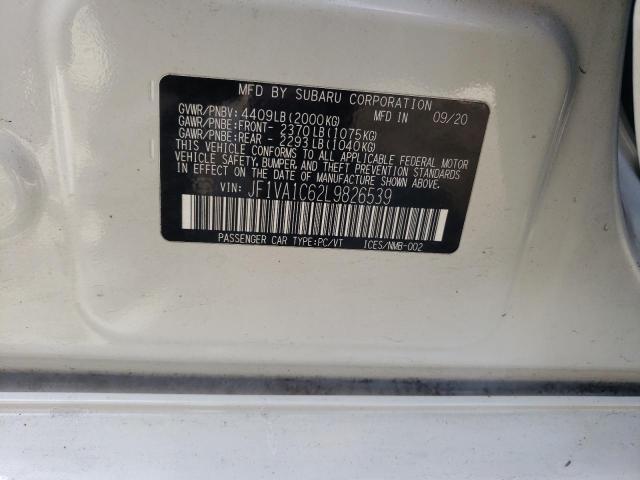 MFD BY SUBARU CORPORATION
GVWR/PNBV: 4409LB(2000KG) MFD IN 09/20
GAWR/PNBE:FRONT- 2370LB(1075KG)
GAWR/PNBE:REAR - 2293LB(1040KG)
THIS VEHICLE CONFORMS TO ALL APPLICABLE FEDERAL MOTOR
VEHICLE SAFETY, BUMPER AND THEFT PREVENTION STANDARDS
IN EFFECT ON THE DATE OF MANUFACTURE SHOWN ABOVE.
VIN: JF1VA1C62L9826539
PASSENGER CAR TYPE:PC/VT ICES/NMB-002